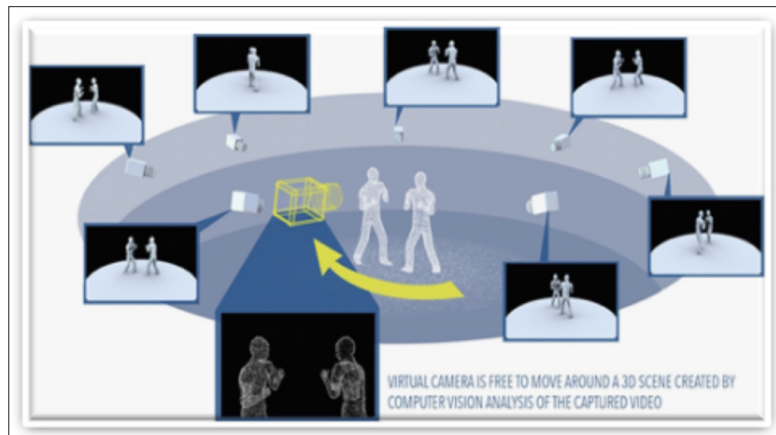 VIRTUAL CAMERA IS FREE TO MOVE AROUND A 3D SCENE CREATED BY
COMPUTER VISION ANALYSIS OF THE CAPTURED VIDEO